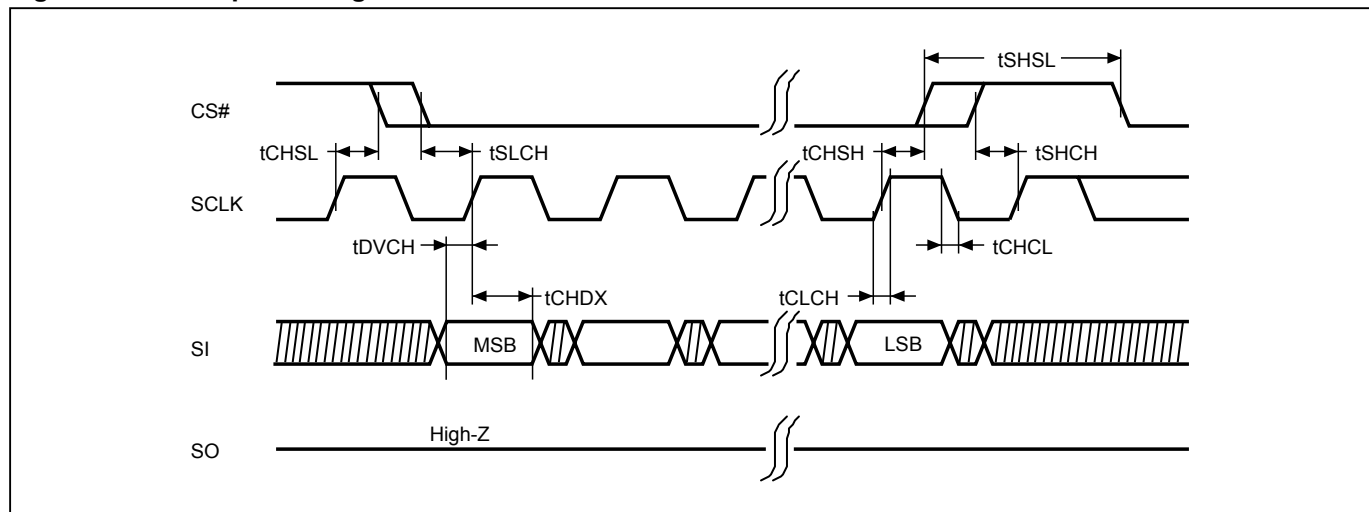 tSHSL
CS#
tCHSL
tSLCH
tCHSH
tSHCH
SCLK
tDVCH
tCHCL
tCHDX
tCLCH
SI
MSB
LSB
High-Z
SO